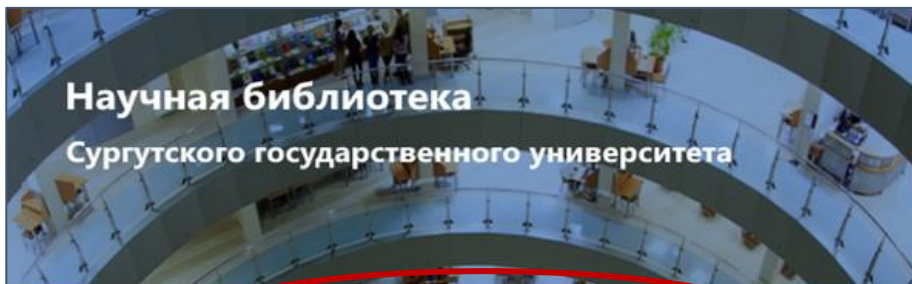 Научная библиотека
Сургутского государственного университета